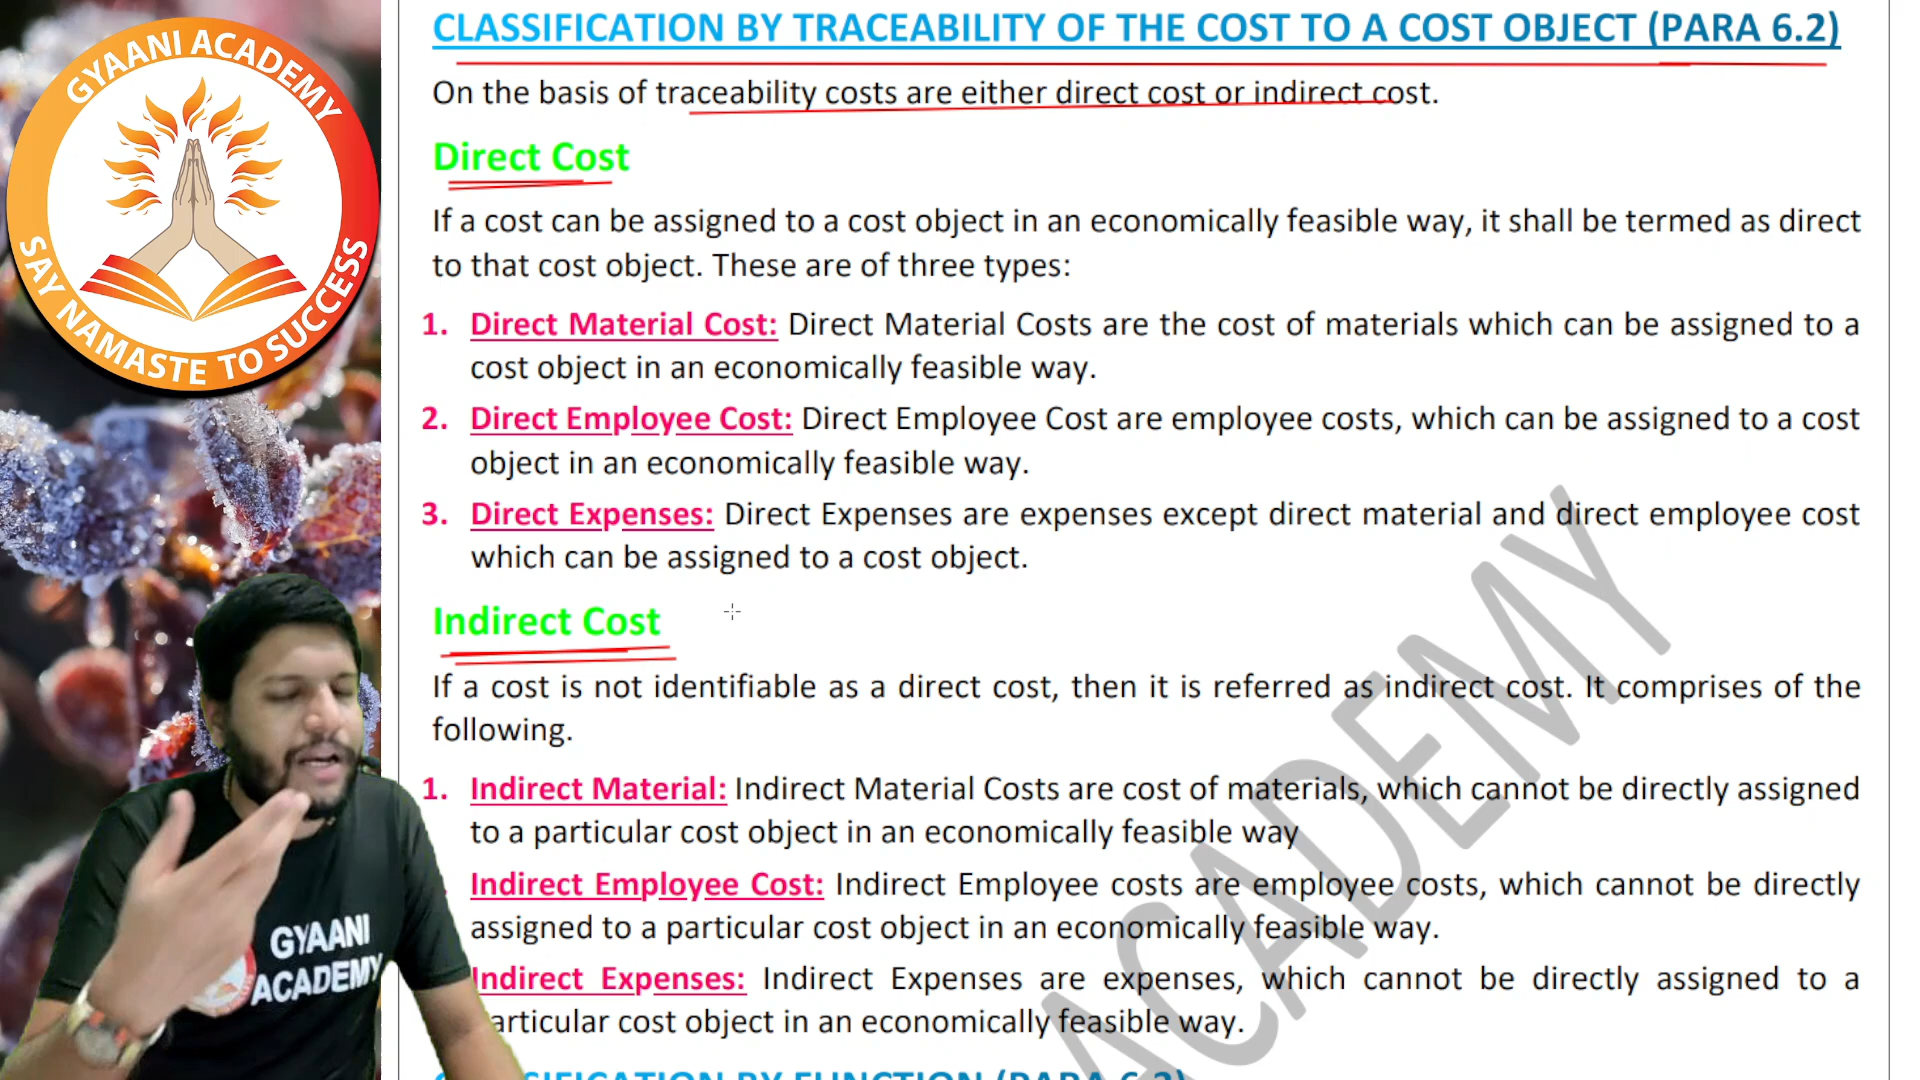 GYAANI ACADEMY
SAY NAMASTE TO SUCCESS
CLASSIFICATION BY TRACEABILITY OF THE COST TO A COST OBJECT (PARA 6.2)
On the basis of traceability costs are either direct cost or indirect cost.
Direct Cost
If a cost can be assigned to a cost object in an economically feasible way, it shall be termed as direct
to that cost object. These are of three types:
1. Direct Material Cost: Direct Material Costs are the cost of materials which can be assigned to a
cost object in an economically feasible way.
2. Direct Employee Cost: Direct Employee Cost are employee costs, which can be assigned to a cost
object in an economically feasible way.
3. Direct Expenses: Direct Expenses are expenses except direct material and direct employee cost
which can be assigned to a cost object.
Indirect Cost
If a cost is not identifiable as a direct cost, then it is referred as indirect cost. It comprises of the
following.
1. Indirect Material: Indirect Material Costs are cost of materials, which cannot be directly assigned
to a particular cost object in an economically feasible way
Indirect Employee Cost: Indirect Employee costs are employee costs, which cannot be directly
assigned to a particular cost object in an economically feasible way.
Indirect Expenses: Indirect Expenses are expenses, which cannot be directly assigned to a
articular cost object in an economically feasible way.
BY FUNCTION (PARA 6.3)
ACADEMY
GYAANI
ACADEMY